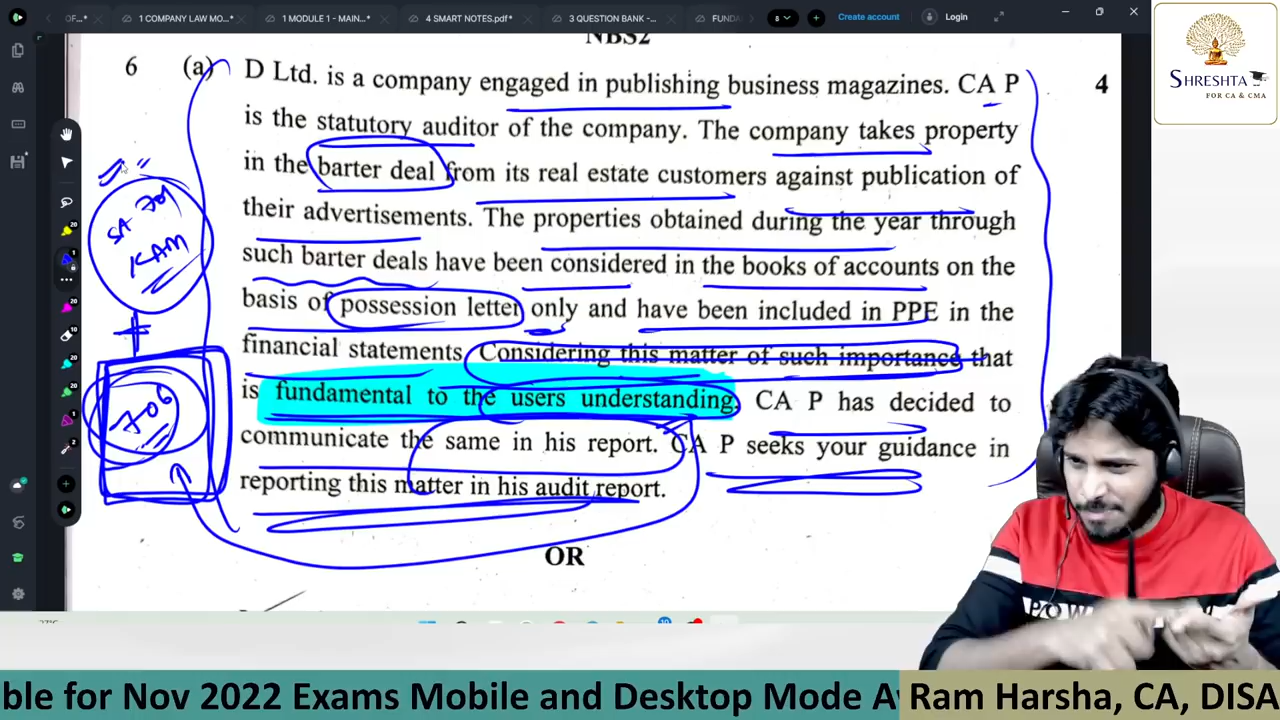 OF...*
1 COMPANY LAW MO...*
1 MODULE 1 - MAIN...*
4 SMART NOTES.pdf*
3 QUESTION BANK -...*
FUND
8
Create account
Login
NBS2
6 (a) D Ltd. is a company engaged in publishing business magazines. CA P 4
is the statutory auditor of the company. The company takes property
in the barter deal from its real estate customers against publication of
their advertisements. The properties obtained during the year through
such barter deals have been considered in the books of accounts on the
basis of possession letter only and have been included in PPE in the
financial statements. Considering this matter of such importance that
is fundamental to the users understanding. CA P has decided to
communicate the same in his report. CA P seeks your guidance in
reporting this matter in his audit report.
OR
SA 701
KAM
+
706
SHRESHTA
FOR CA & CMA
ble for Nov 2022 Exams Mobile and Desktop Mode A
Ram Harsha, CA, DISA